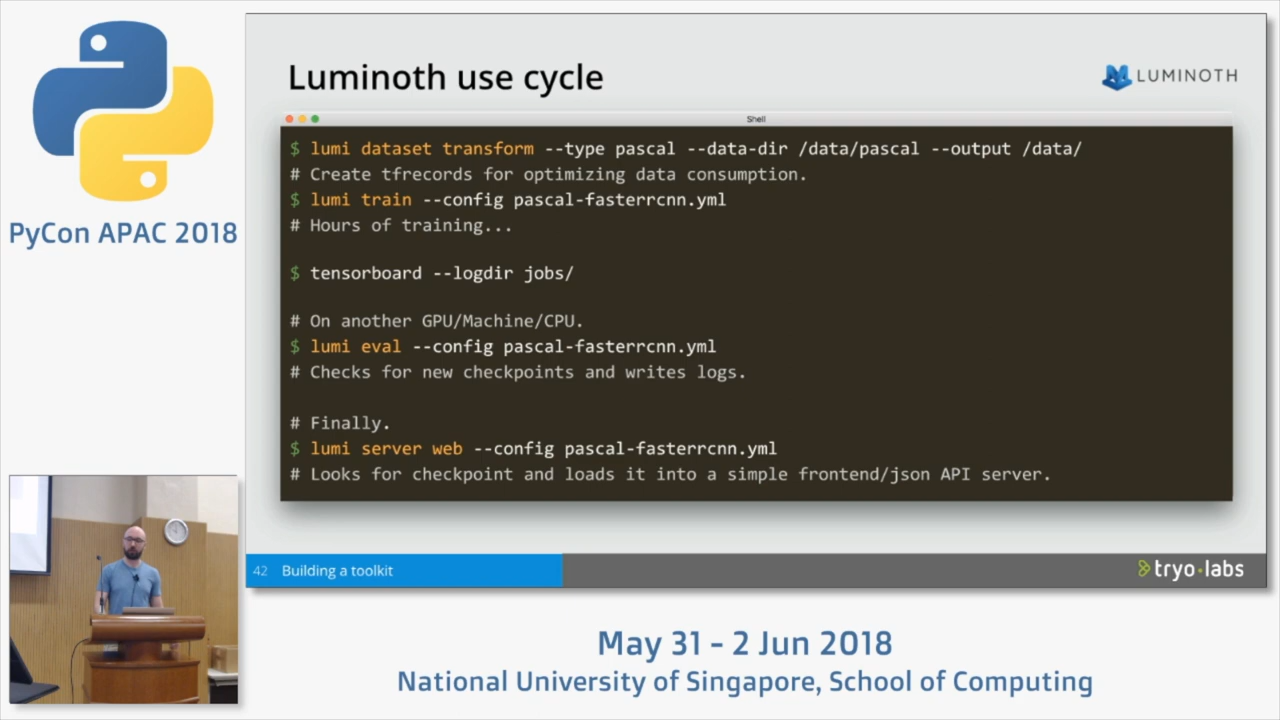 PyCon APAC 2018
Luminoth use cycle
LUMINOTH
Shell
$ lumi dataset transform --type pascal --data-dir /data/pascal --output /data/
# Create tfrecords for optimizing data consumption.
$ lumi train --config pascal-fasterrcnn.yml
# Hours of training...
$ tensorboard --logdir jobs/
# On another GPU/Machine/CPU.
$ lumi eval --config pascal-fasterrcnn.yml
# Checks for new checkpoints and writes logs.
# Finally.
$ lumi server web --config pascal-fasterrcnn.yml
# Looks for checkpoint and loads it into a simple frontend/json API server.
42 Building a toolkit
tryo·labs
May 31 - 2 Jun 2018
National University of Singapore, School of Computing